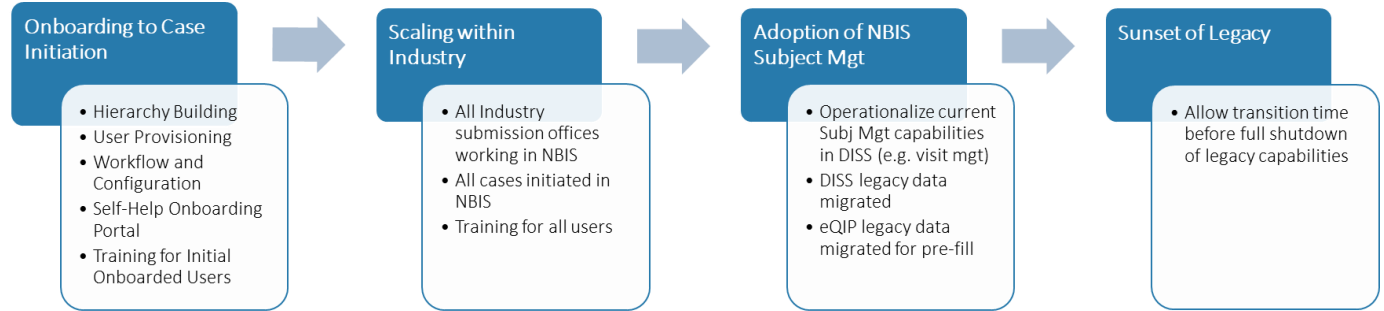 Onboarding to Case
Initiation
• Hierarchy Building
• User Provisioning
• Workflow and
Configuration
• Self-Help Onboarding
Portal
• Training for Initial
Onboarded Users
Scaling within
Industry
• All Industry
submission offices
working in NBIS
• All cases initiated in
NBIS
• Training for all users
Adoption of NBIS
Subject Mgt
• Operationalize current
Subj Mgt capabilities
in DISS (e.g. visit mgt)
• DISS legacy data
migrated
• eQIP legacy data
migrated for pre-fill
Sunset of Legacy
• Allow transition time
before full shutdown
of legacy capabilities